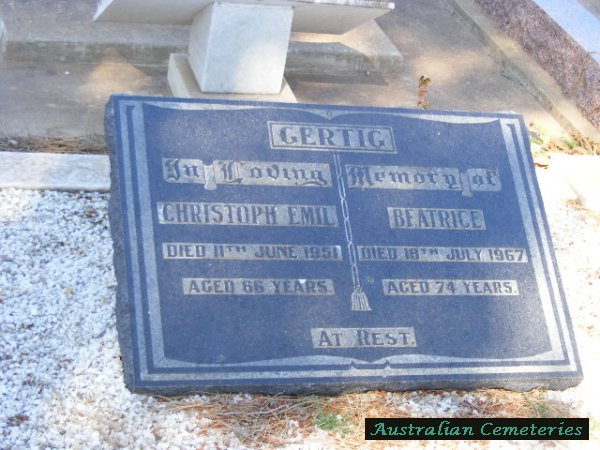 GERTIG
In Loving Memory of
CHRISTOPH EMIL
DIED 11TH JUNE 1951
AGED 66 YEARS.
BEATRICE
DIED 18TH JULY 1967
AGED 74 YEARS.
AT REST.
Australian Cemeteries